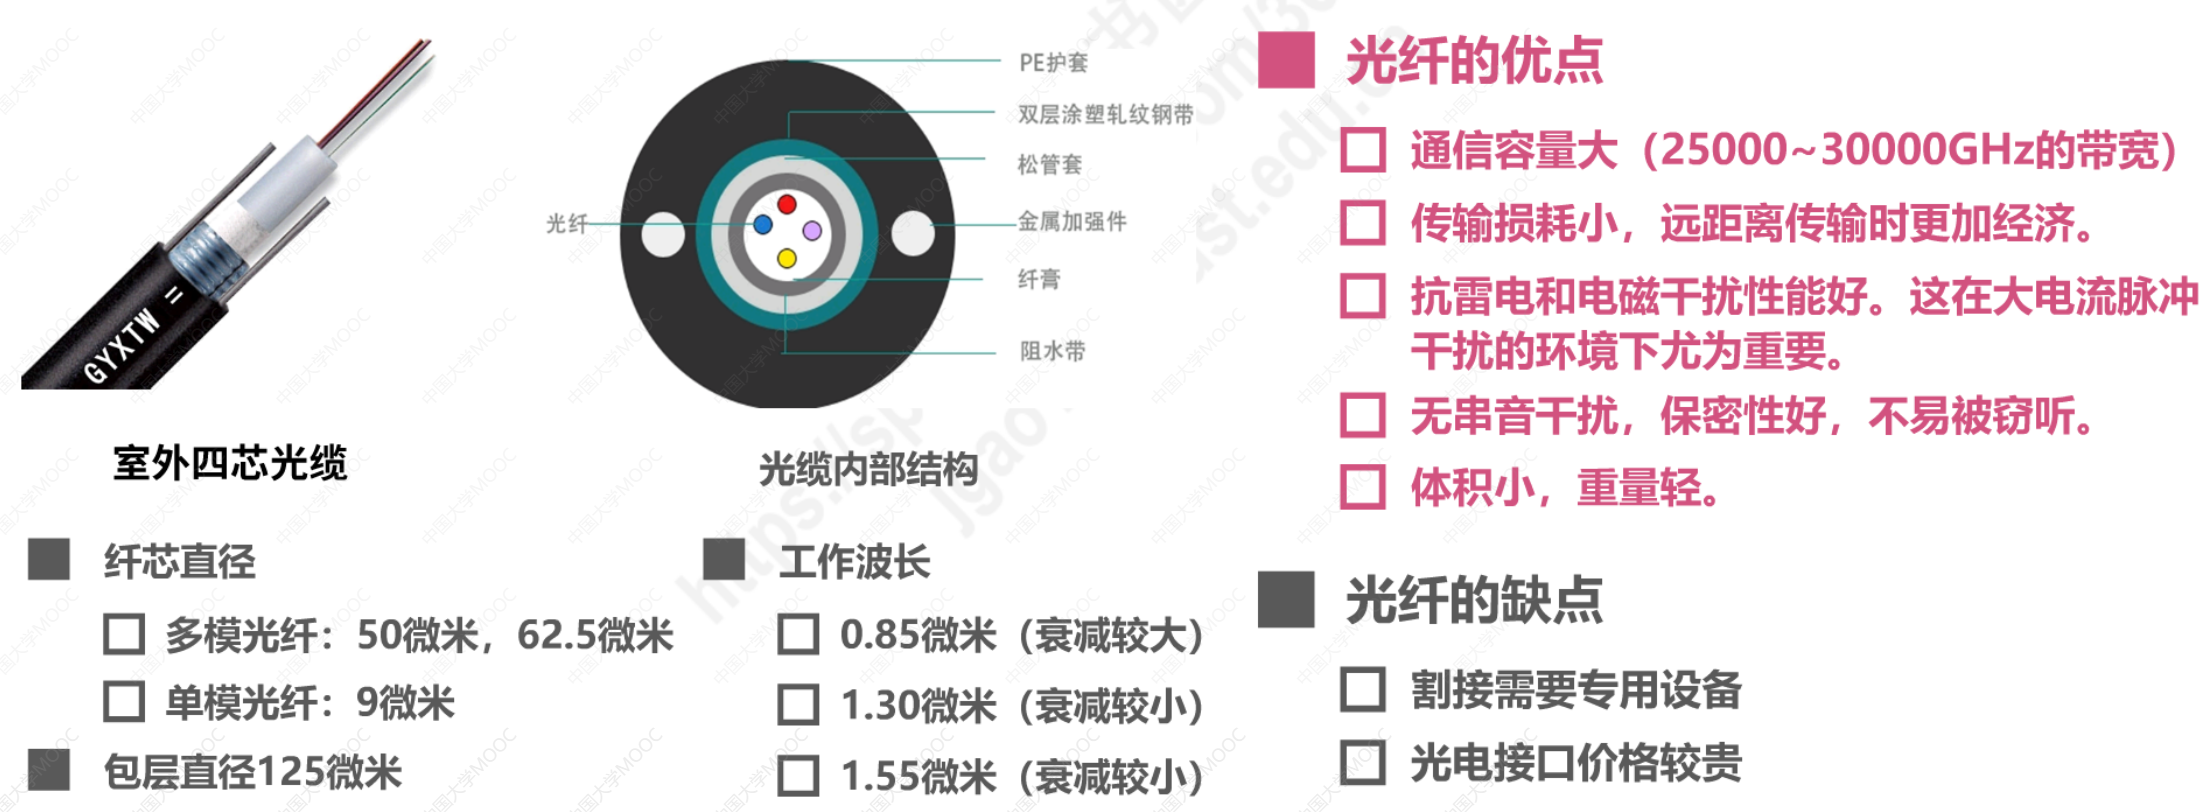 GYXTW
室外四芯光缆
PE护套
双层涂塑轧纹钢带
松管套
光纤
金属加强件
纤膏
阻水带
光缆内部结构
纤芯直径
多模光纤：50微米，62.5微米
单模光纤：9微米
包层直径125微米
工作波长
0.85微米（衰减较大）
1.30微米（衰减较小）
1.55微米（衰减较小）
光纤的优点
通信容量大（25000~30000GHz的带宽）
传输损耗小，远距离传输时更加经济。
抗雷电和电磁干扰性能好。这在大电流脉冲
干扰的环境下尤为重要。
无串音干扰，保密性好，不易被窃听。
体积小，重量轻。
光纤的缺点
割接需要专用设备
光电接口价格较贵
中国大学MOOC